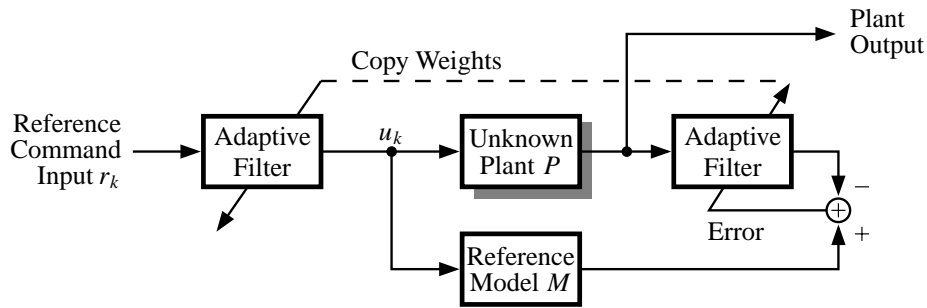 Plant
Output
Copy Weights
Reference
Command
Input r_k
Adaptive
Filter
u_k
Unknown
Plant P
Adaptive
Filter
−
+
+
Error
Reference
Model M